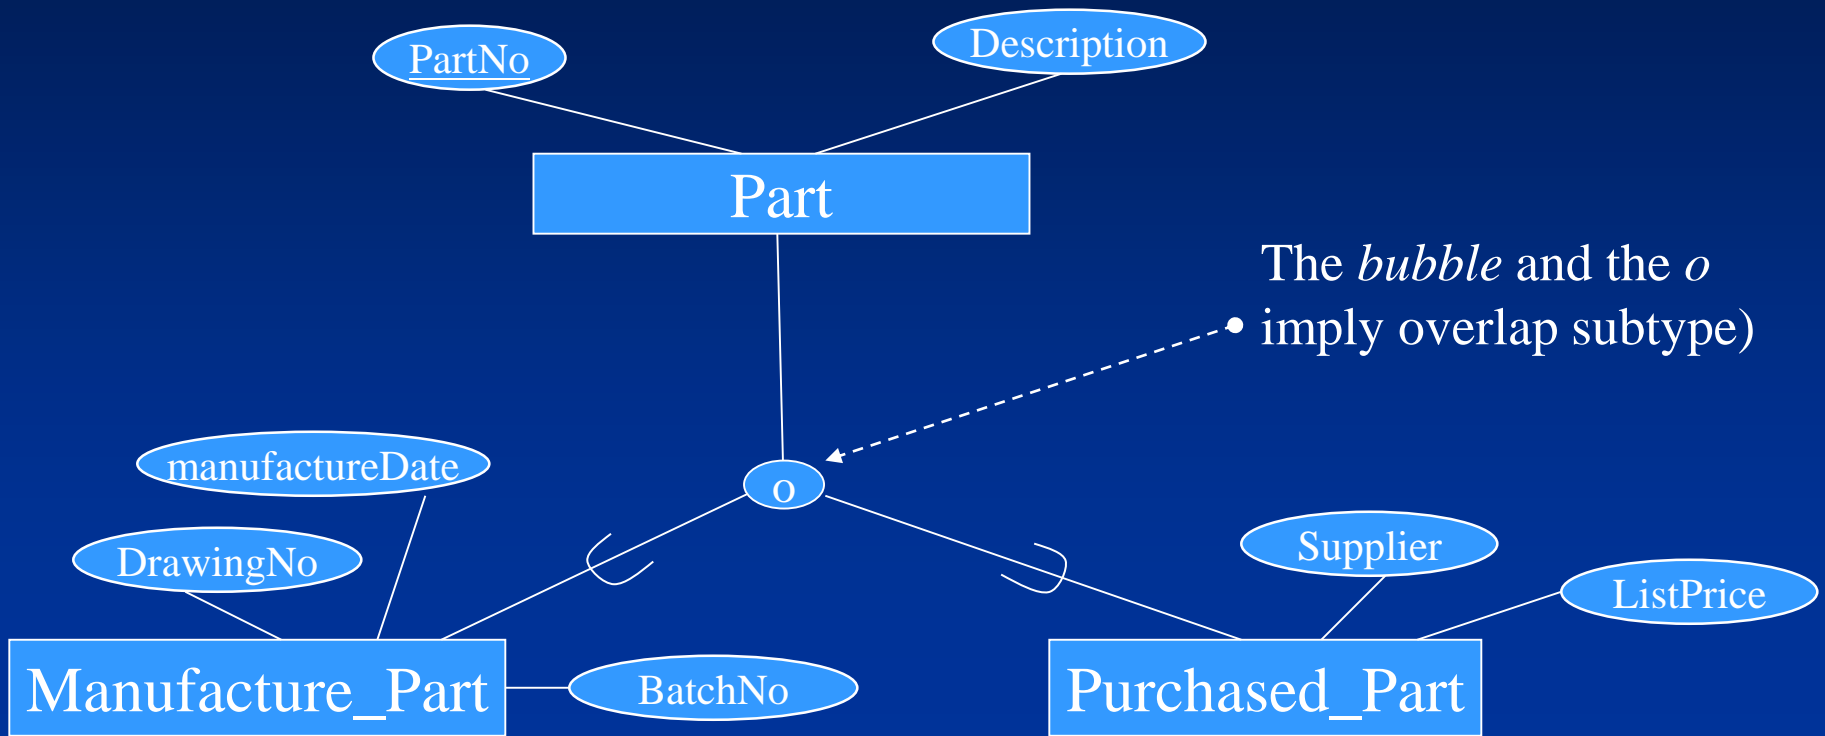 PartNo
Description
Part
The bubble and the o
imply overlap subtype)
manufactureDate
o
DrawingNo
Supplier
ListPrice
Manufacture_Part
BatchNo
Purchased_Part